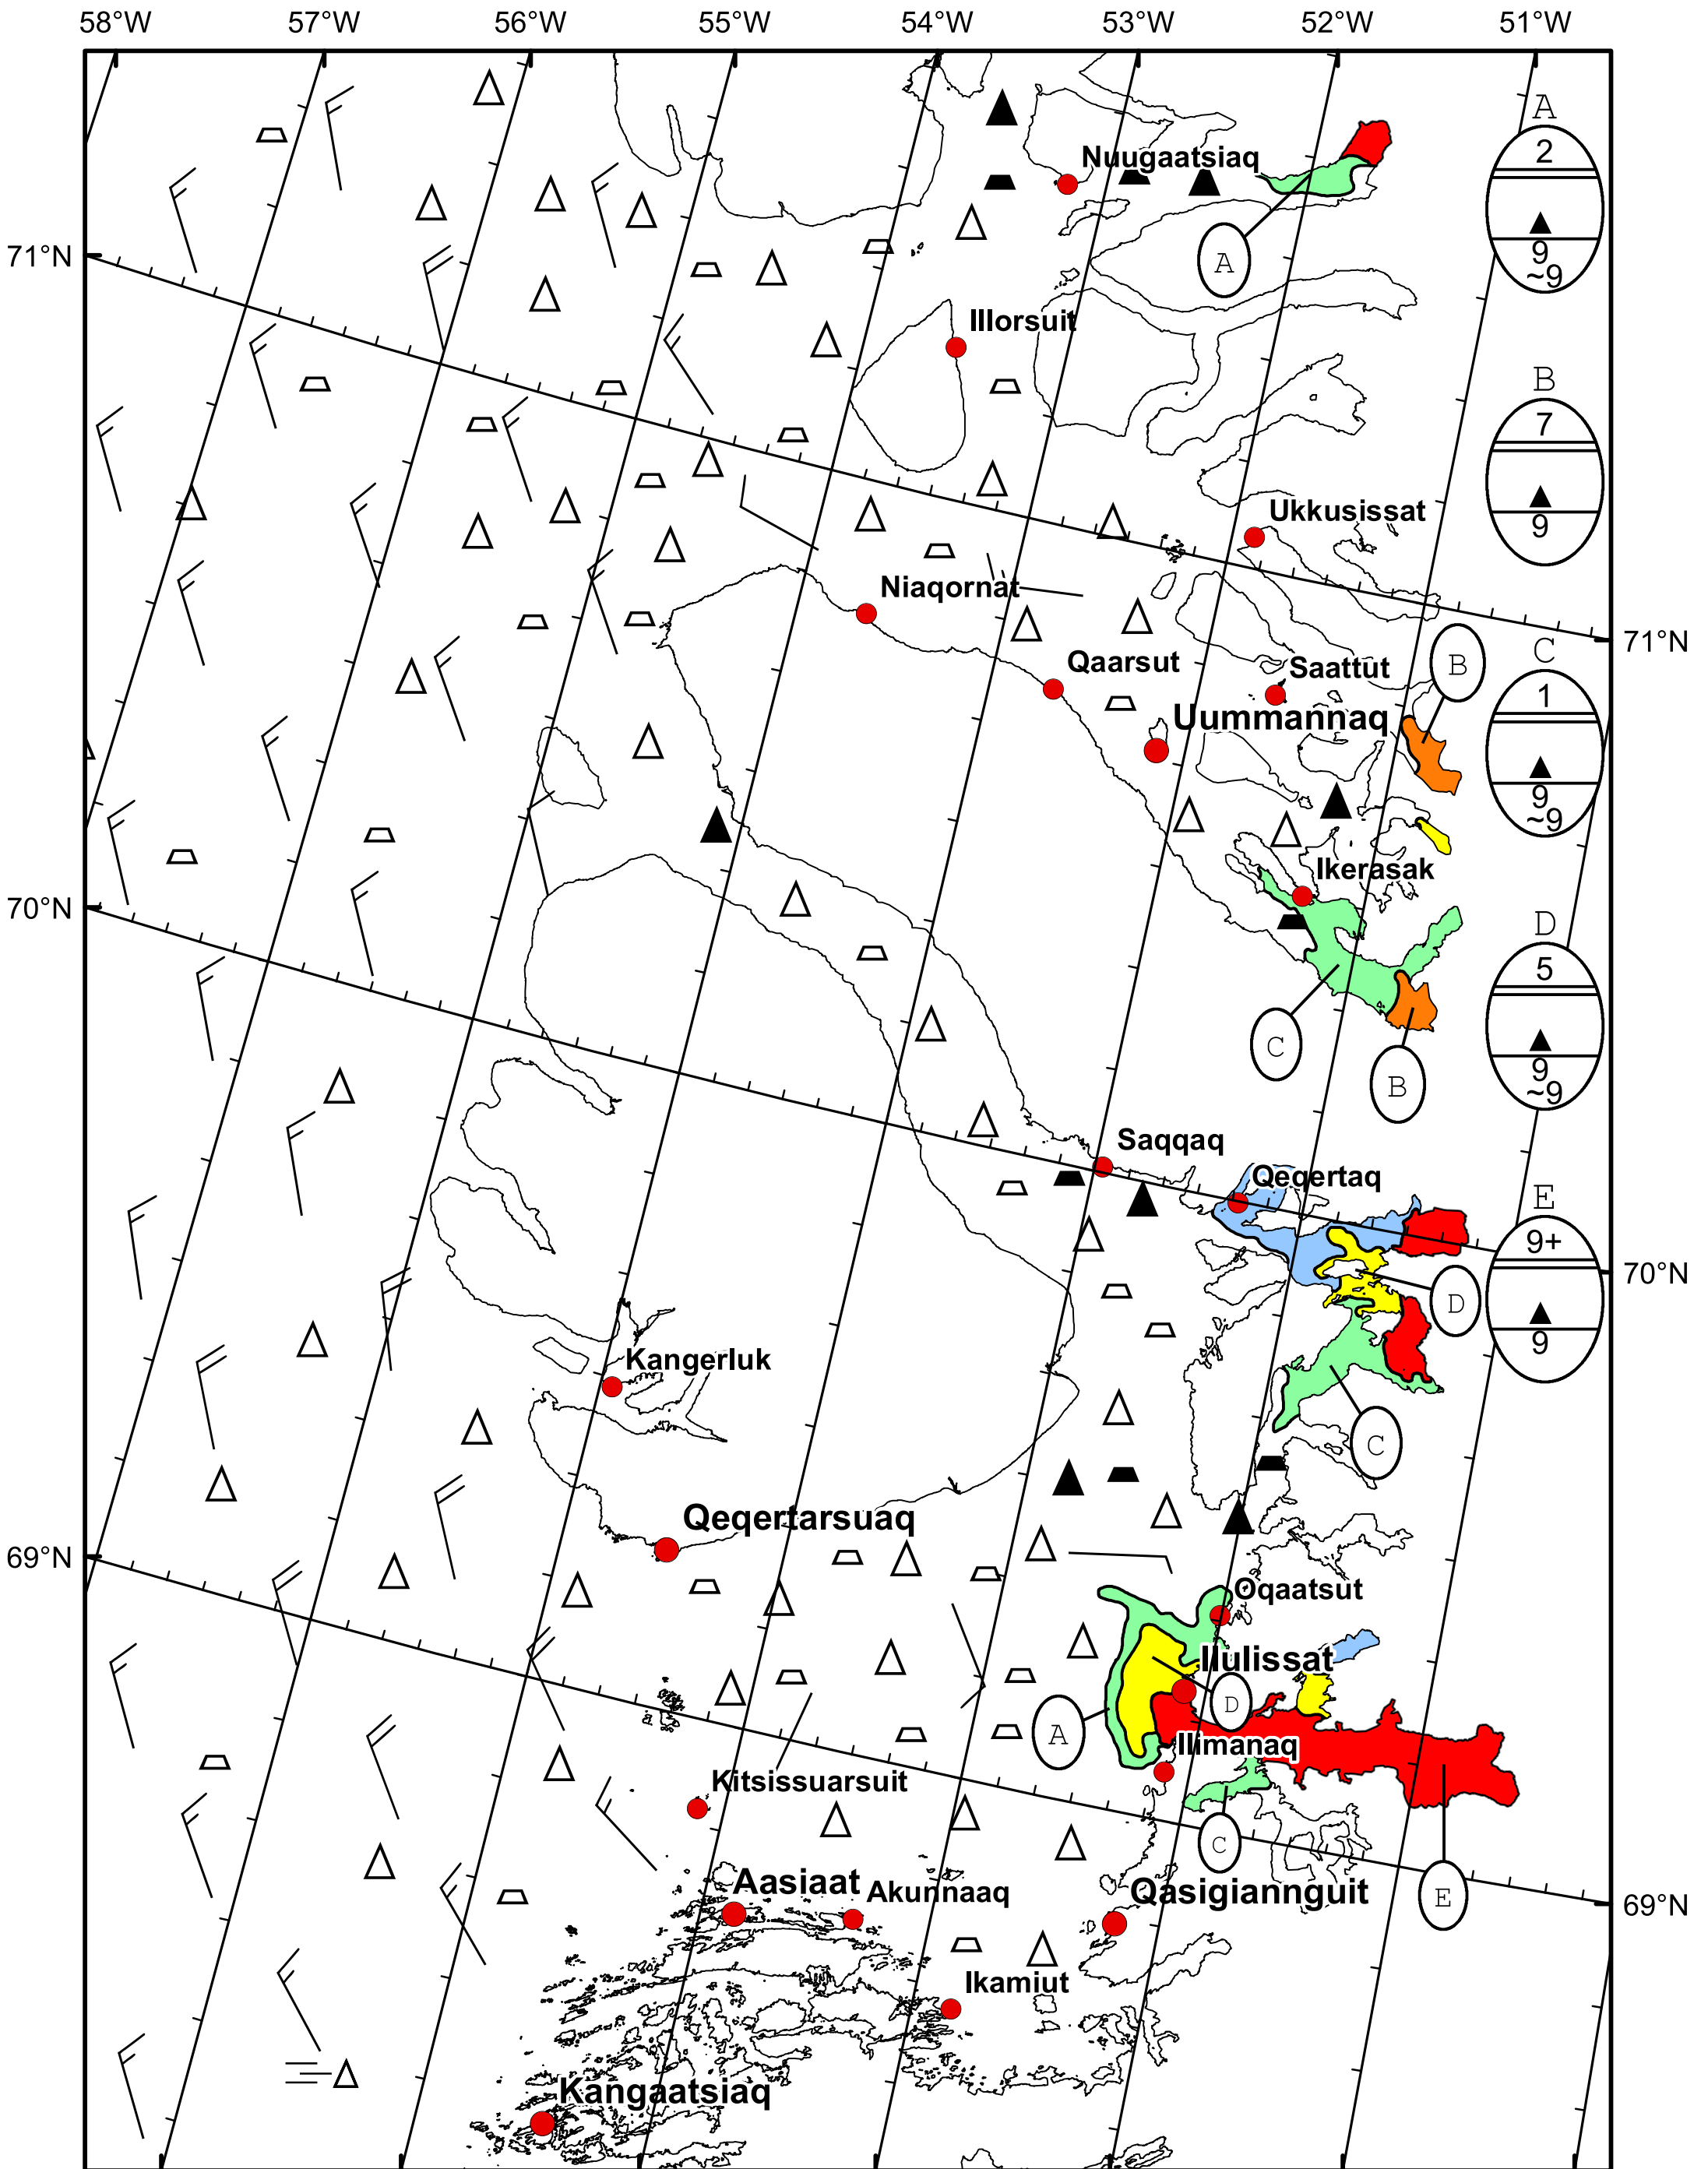 58°W 57°W 56°W 55°W 54°W 53°W 52°W 51°W
A
2
9
~9
Nuugaatsiaq
71°N
A
Illorsuit
B
7
9
Ukkusissat
Niaqornat
71°N
Qaarsut
Saattut
B
C
1
9
~9
Uummannaq
Ikerasak
70°N
D
5
9
~9
C
B
Saqqaq
Qeqertaq
E
9+
9
70°N
D
Kangerluk
C
Qeqertarsuaq
69°N
Oqaatsut
Ilulissat
D
A
Ilimanaq
Kitsissuarsuit
C
Aasiaat
Akunnaaq
Qasigiannguit
E
69°N
Ikamiut
Kangaatsiaq